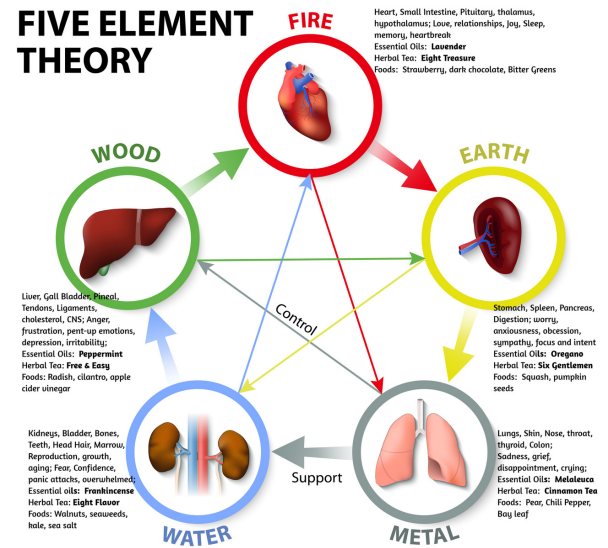 FIVE ELEMENT
THEORY
FIRE
Heart, Small Intestine, Pituitary, thalamus,
hypothalamus; Love, relationships, Joy, Sleep,
memory, heartbreak
Essential Oils: Lavender
Herbal Tea: Eight Treasure
Foods: Strawberry, dark chocolate, Bitter Greens
WOOD
EARTH
Liver, Gall Bladder, Pineal,
Tendons, Ligaments,
cholesterol, CNS; Anger,
frustration, pent-up emotions,
depression, irritability;
Essential Oils: Peppermint
Herbal Tea: Free & Easy
Foods: Radish, cilantro, apple
cider vinegar
Stomach, Spleen, Pancreas,
Digestion; worry,
anxiousness, obcession,
sympathy, focus and intent
Essential Oils: Oregano
Herbal Tea: Six Gentlemen
Foods: Squash, pumpkin
seeds
Control
Kidneys, Bladder, Bones,
Teeth, Head Hair, Marrow,
Reproduction, growth,
aging; Fear, Confidence,
panic attacks, overwhelmed;
Essential oils: Frankincense
Herbal Tea: Eight Flavor
Foods: Walnuts, seaweeds,
kale, sea salt
Support
Lungs, Skin, Nose, throat,
thyroid, Colon;
Sadness, grief,
disappointment, crying;
Essential Oils: Melaleuca
Herbal Tea: Cinnamon Tea
Foods: Pear, Chili Pepper,
Bay leaf
WATER
METAL